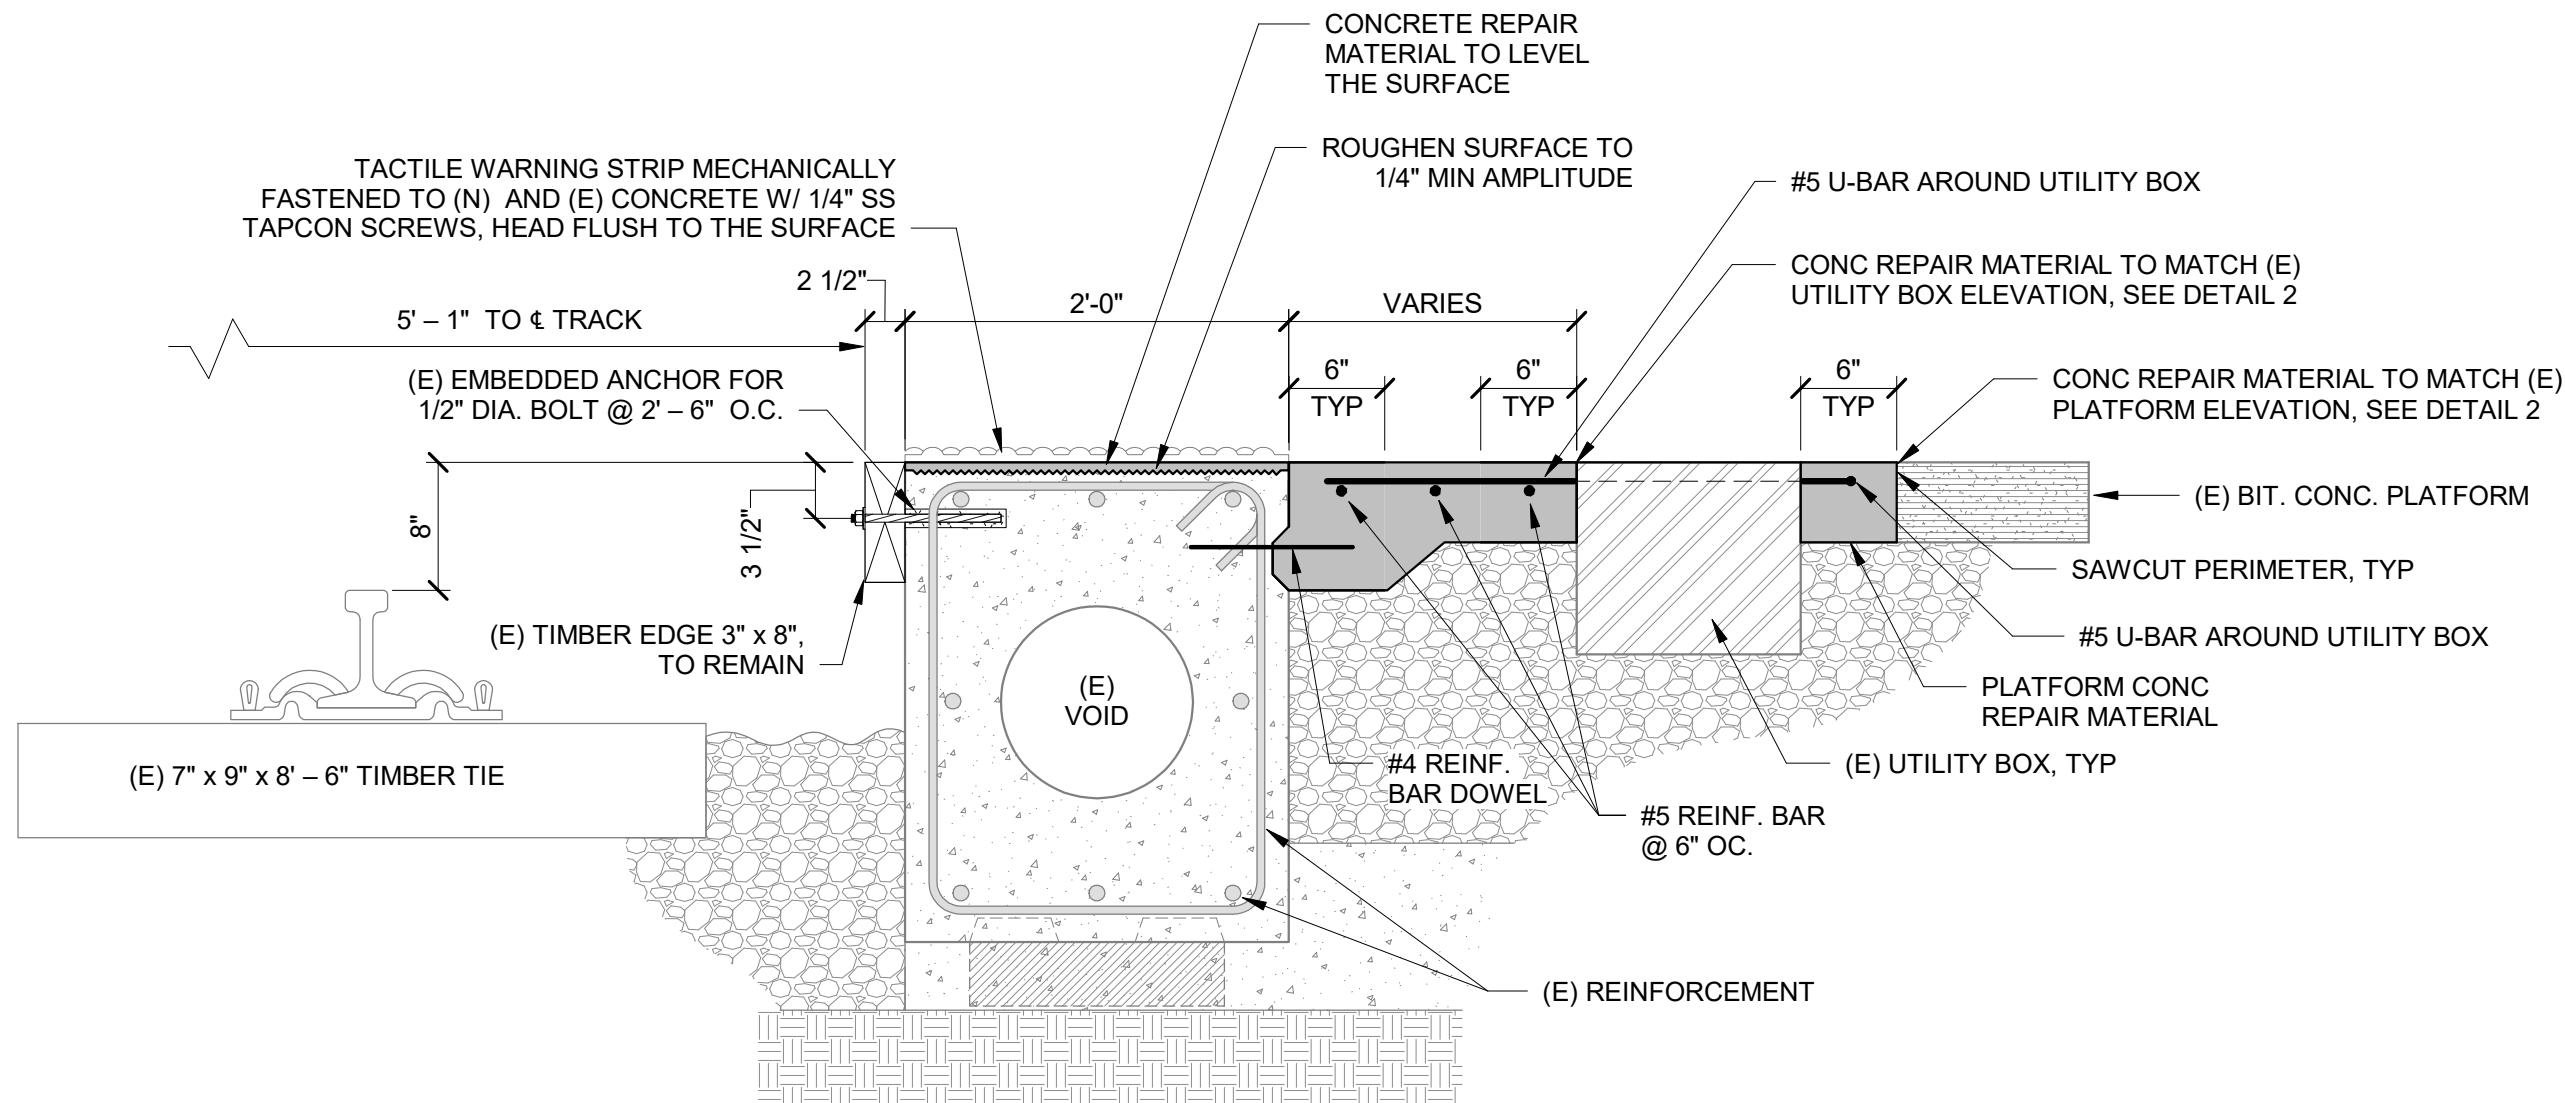 CONCRETE REPAIR
MATERIAL TO LEVEL
THE SURFACE
ROUGHEN SURFACE TO
1/4" MIN AMPLITUDE
TACTILE WARNING STRIP MECHANICALLY
FASTENED TO (N) AND (E) CONCRETE W/ 1/4" SS
TAPCON SCREWS, HEAD FLUSH TO THE SURFACE
#5 U-BAR AROUND UTILITY BOX
CONC REPAIR MATERIAL TO MATCH (E)
UTILITY BOX ELEVATION, SEE DETAIL 2
2 1/2"
5' – 1" TO ℄ TRACK
2'-0"
VARIES
(E) EMBEDDED ANCHOR FOR
1/2" DIA. BOLT @ 2' – 6" O.C.
6"
TYP
6"
TYP
6"
TYP
CONC REPAIR MATERIAL TO MATCH (E)
PLATFORM ELEVATION, SEE DETAIL 2
8"
3 1/2"
(E) BIT. CONC. PLATFORM
SAWCUT PERIMETER, TYP
(E) TIMBER EDGE 3" x 8",
TO REMAIN
#5 U-BAR AROUND UTILITY BOX
(E)
VOID
PLATFORM CONC
REPAIR MATERIAL
(E) 7" x 9" x 8' – 6" TIMBER TIE
#4 REINF.
BAR DOWEL
(E) UTILITY BOX, TYP
#5 REINF. BAR
@ 6" OC.
(E) REINFORCEMENT